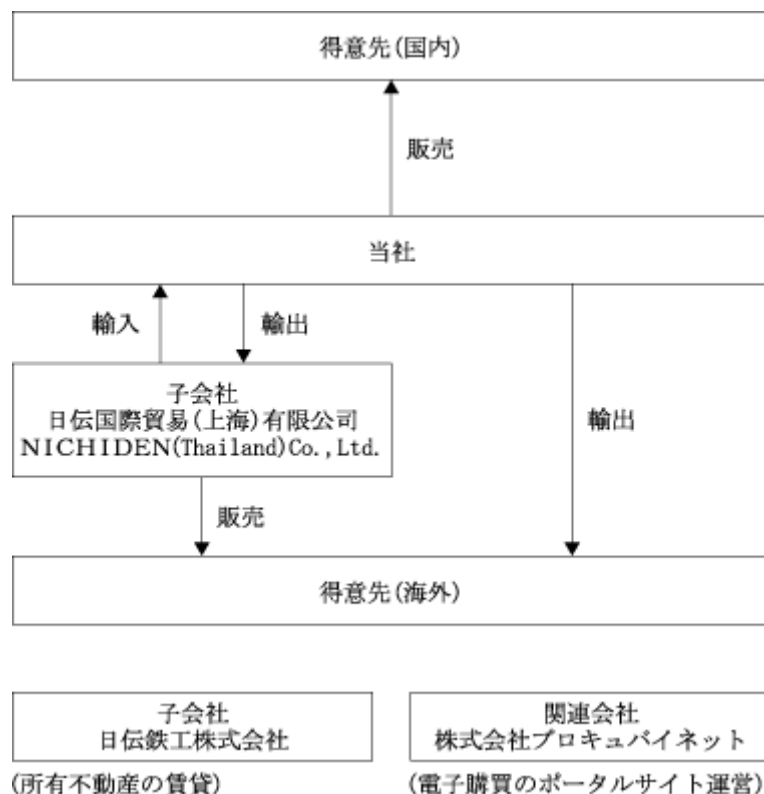 得意先(国内)
販売
当社
輸入
輸出
子会社
日伝国際貿易(上海)有限公司
NICHIDEN(Thailand)Co.,Ltd.
輸出
販売
得意先(海外)
子会社
日伝鉄工株式会社
(所有不動産の賃貸)
関連会社
株式会社プロキュバイネット
(電子購買のポータルサイト運営)